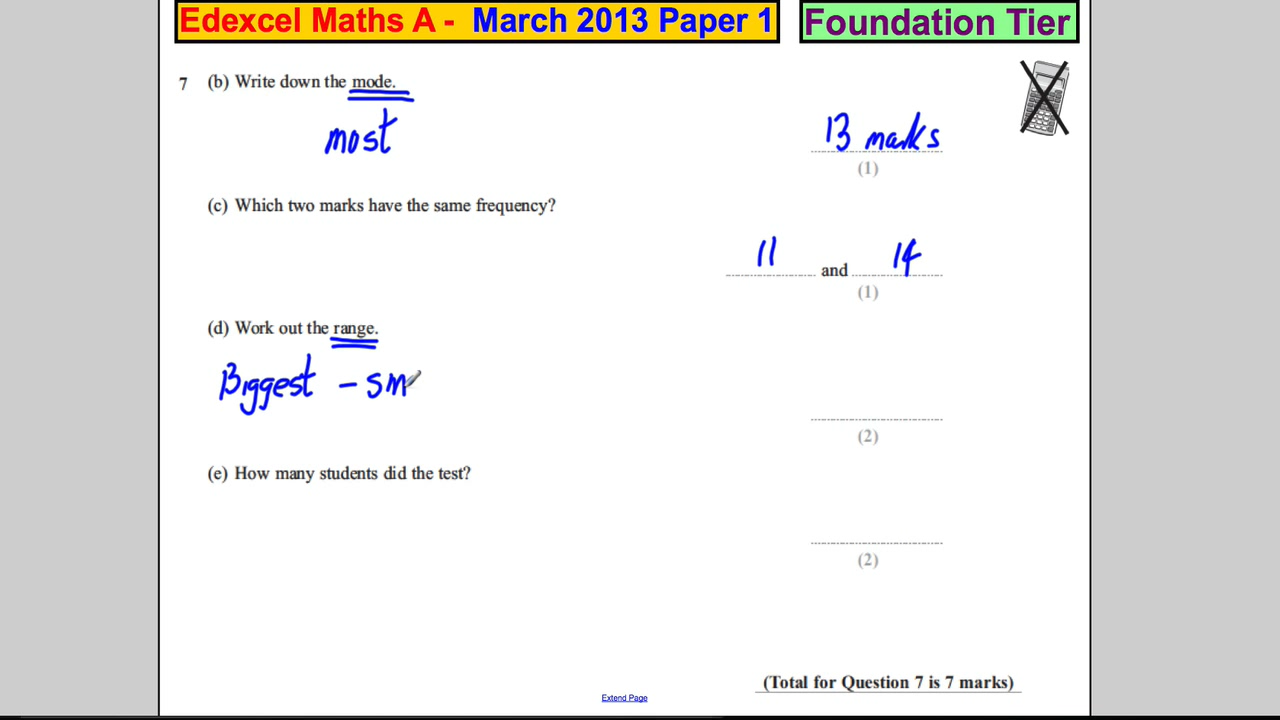 Edexcel Maths A - March 2013 Paper 1
Foundation Tier
7 (b) Write down the mode.
most
13 marks
(1)
(c) Which two marks have the same frequency?
11 and 14
(1)
(d) Work out the range.
Biggest - sm
(2)
(e) How many students did the test?
(2)
(Total for Question 7 is 7 marks)
Extend Page